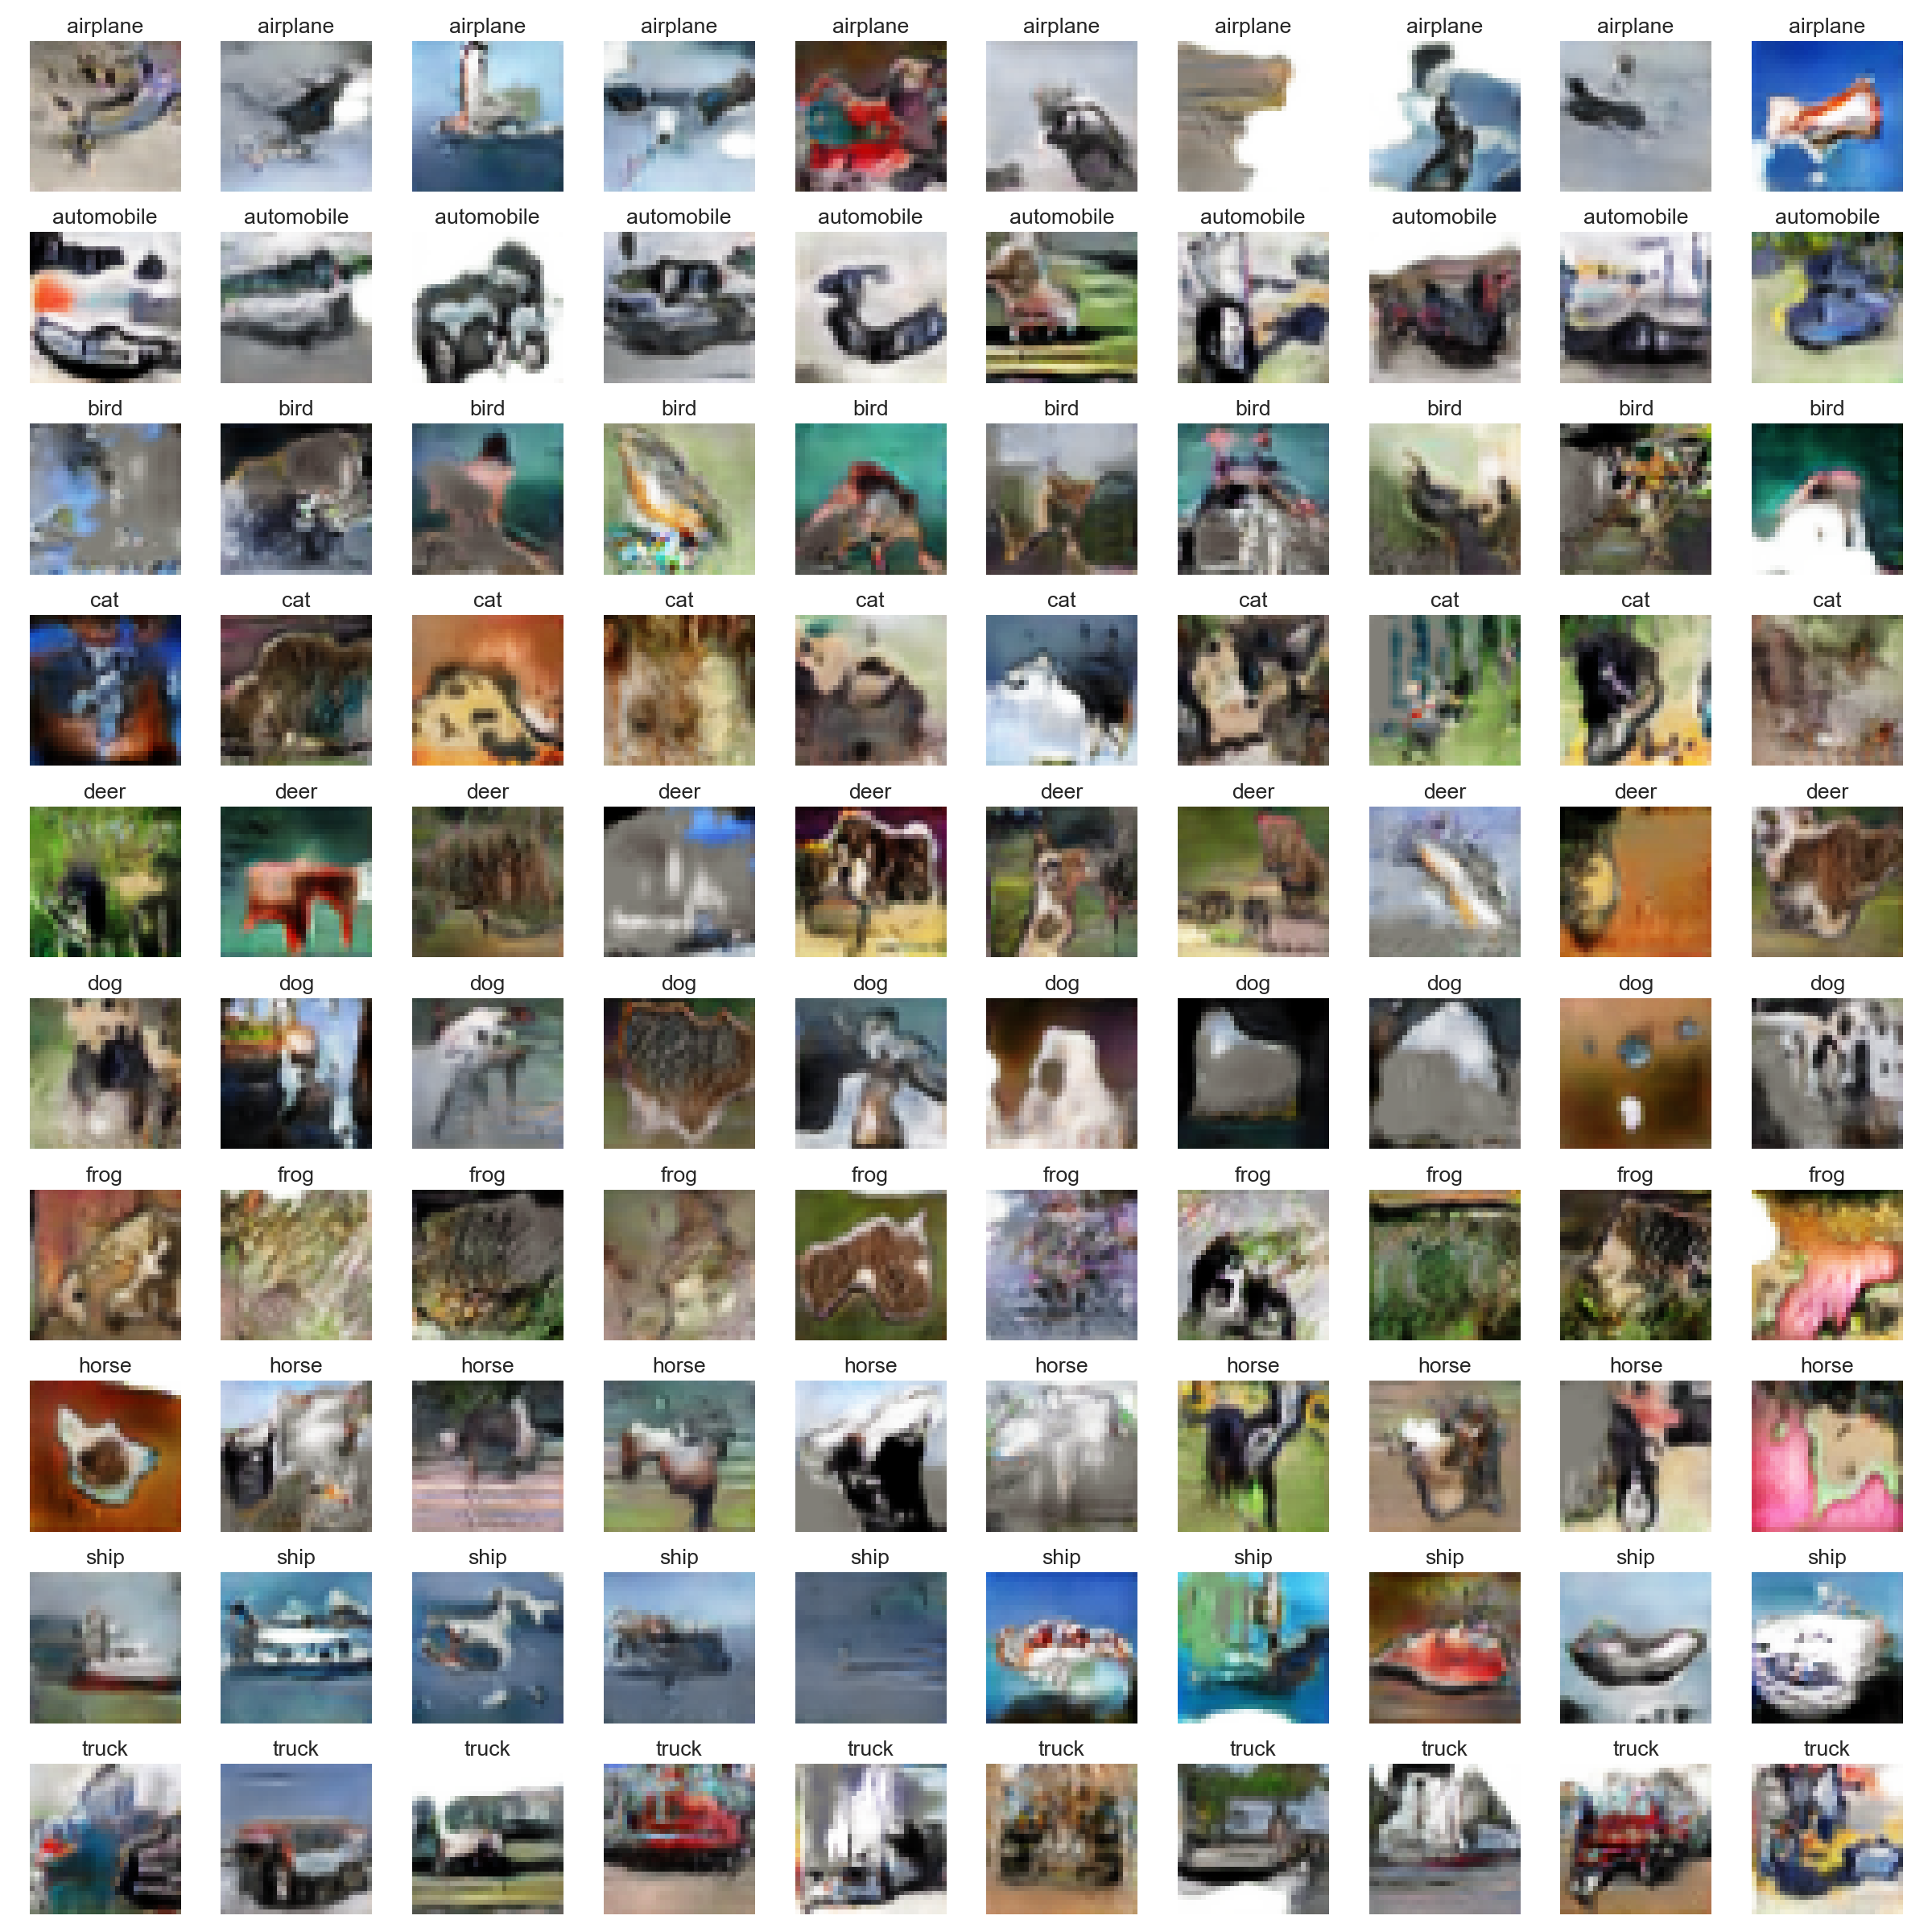 airplane airplane airplane airplane airplane airplane airplane airplane airplane airplane
automobile automobile automobile automobile automobile automobile automobile automobile automobile automobile
bird bird bird bird bird bird bird bird bird bird
cat cat cat cat cat cat cat cat cat cat
deer deer deer deer deer deer deer deer deer deer
dog dog dog dog dog dog dog dog dog dog
frog frog frog frog frog frog frog frog frog frog
horse horse horse horse horse horse horse horse horse horse
ship ship ship ship ship ship ship ship ship ship
truck truck truck truck truck truck truck truck truck truck